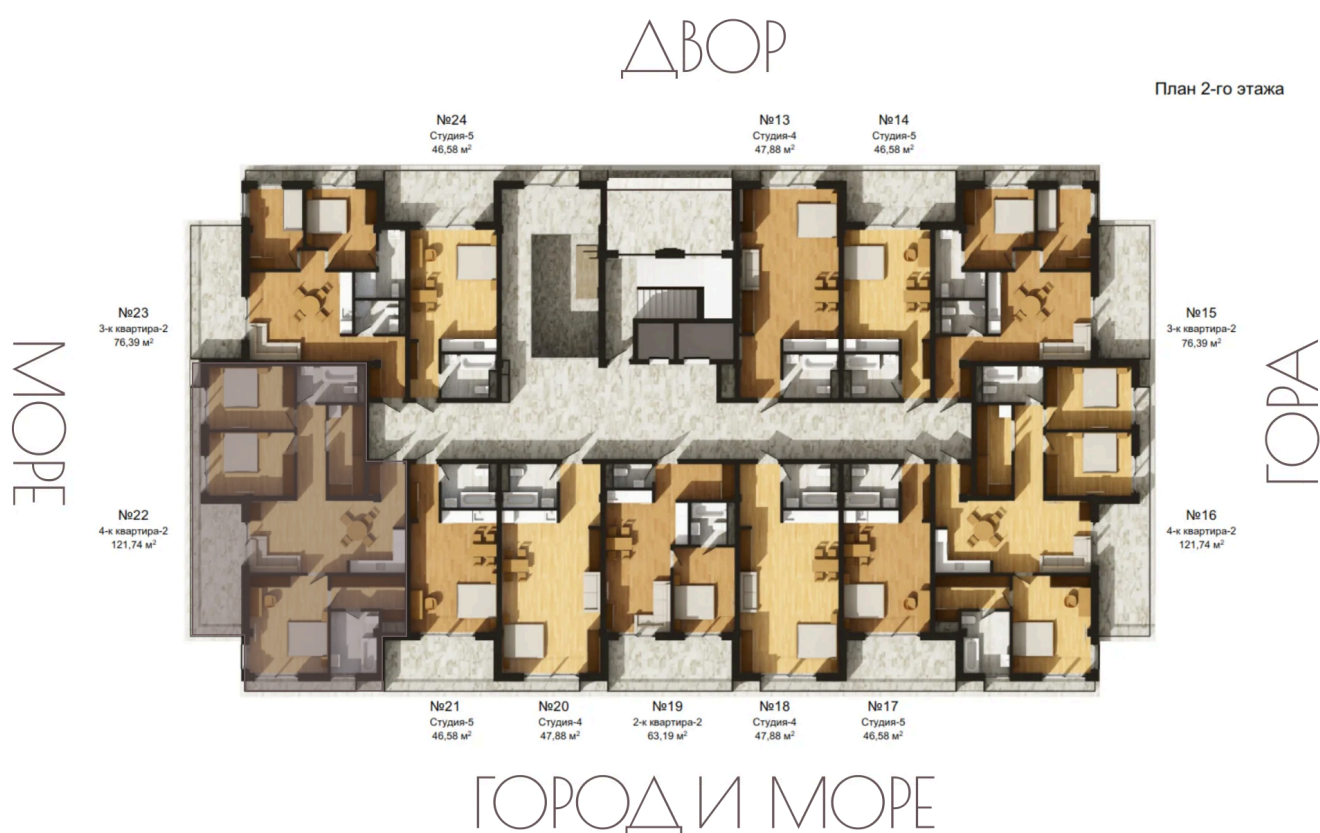 ДВОР
План 2-го этажа
№24
Студия-5
46,58 м²
№13
Студия-4
47,88 м²
№14
Студия-5
46,58 м²
№23
3-к квартира-2
76,39 м²
№15
3-к квартира-2
76,39 м²
МОРЕ
ГОРА
№22
4-к квартира-2
121,74 м²
№16
4-к квартира-2
121,74 м²
№21
Студия-5
46,58 м²
№20
Студия-4
47,88 м²
№19
2-к квартира-2
63,19 м²
№18
Студия-4
47,88 м²
№17
Студия-5
46,58 м²
ГОРОД И МОРЕ